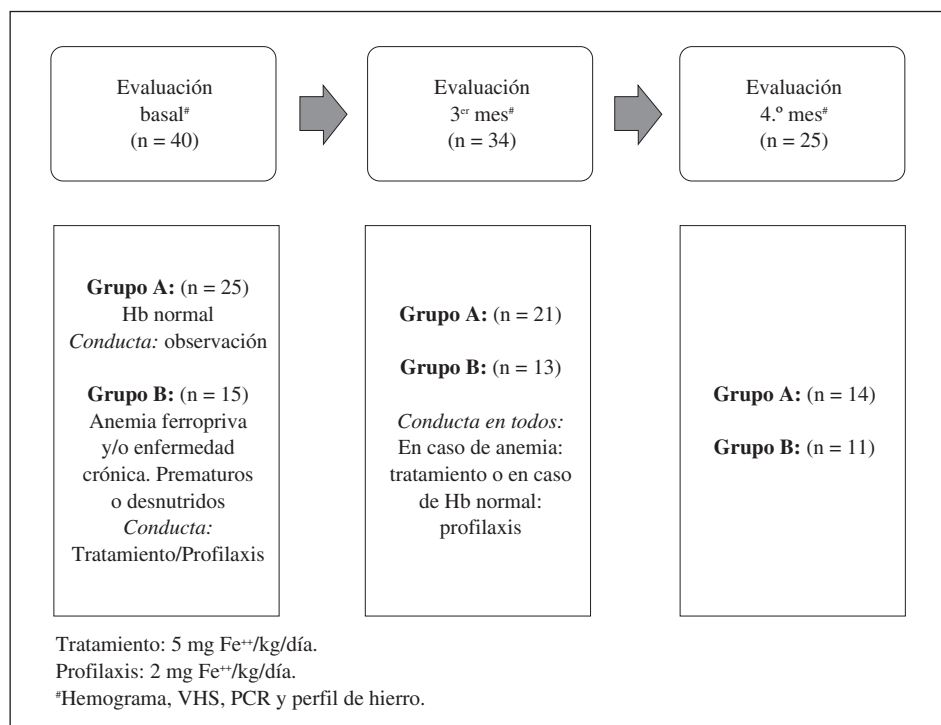 Evaluación
basal#
(n = 40)
Evaluación
3er mes#
(n = 34)
Evaluación
4.º mes#
(n = 25)
Grupo A: (n = 25)
Hb normal
Conducta: observación
Grupo B: (n = 15)
Anemia ferropriva
y/o enfermedad
crónica. Prematuros
o desnutridos
Conducta:
Tratamiento/Profilaxis
Grupo A: (n = 21)
Grupo B: (n = 13)
Conducta en todos:
En caso de anemia:
tratamiento o en caso
de Hb normal:
profilaxis
Grupo A: (n = 14)
Grupo B: (n = 11)
Tratamiento: 5 mg Fe++/kg/día.
Profilaxis: 2 mg Fe++/kg/día.
#Hemograma, VHS, PCR y perfil de hierro.